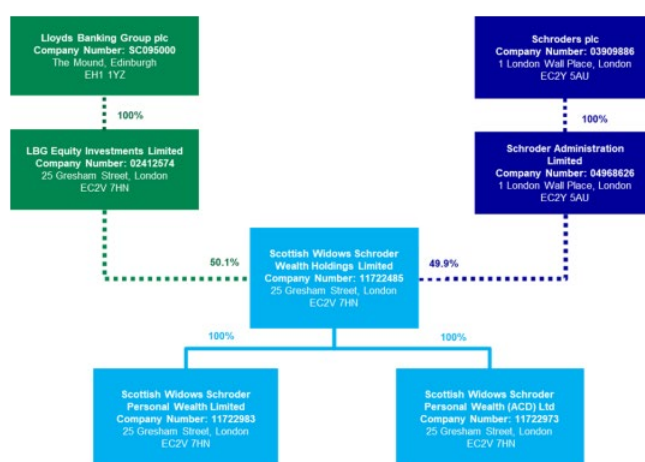 Lloyds Banking Group plc
Company Number: SC095000
The Mound, Edinburgh
EH1 1YZ
Schroders plc
Company Number: 03909886
1 London Wall Place, London
EC2Y 5AU
100%
100%
LBG Equity Investments Limited
Company Number: 02412574
25 Gresham Street, London
EC2V 7HN
Schroder Administration
Limited
Company Number: 04968626
1 London Wall Place, London
EC2Y 5AU
50.1%
Scottish Widows Schroder
Wealth Holdings Limited
Company Number: 11722485
25 Gresham Street, London
EC2V 7HN
49.9%
100%
100%
Scottish Widows Schroder
Personal Wealth Limited
Company Number: 11722983
25 Gresham Street, London
EC2V 7HN
Scottish Widows Schroder
Personal Wealth (ACD) Ltd
Company Number: 11722973
25 Gresham Street, London
EC2V 7HN